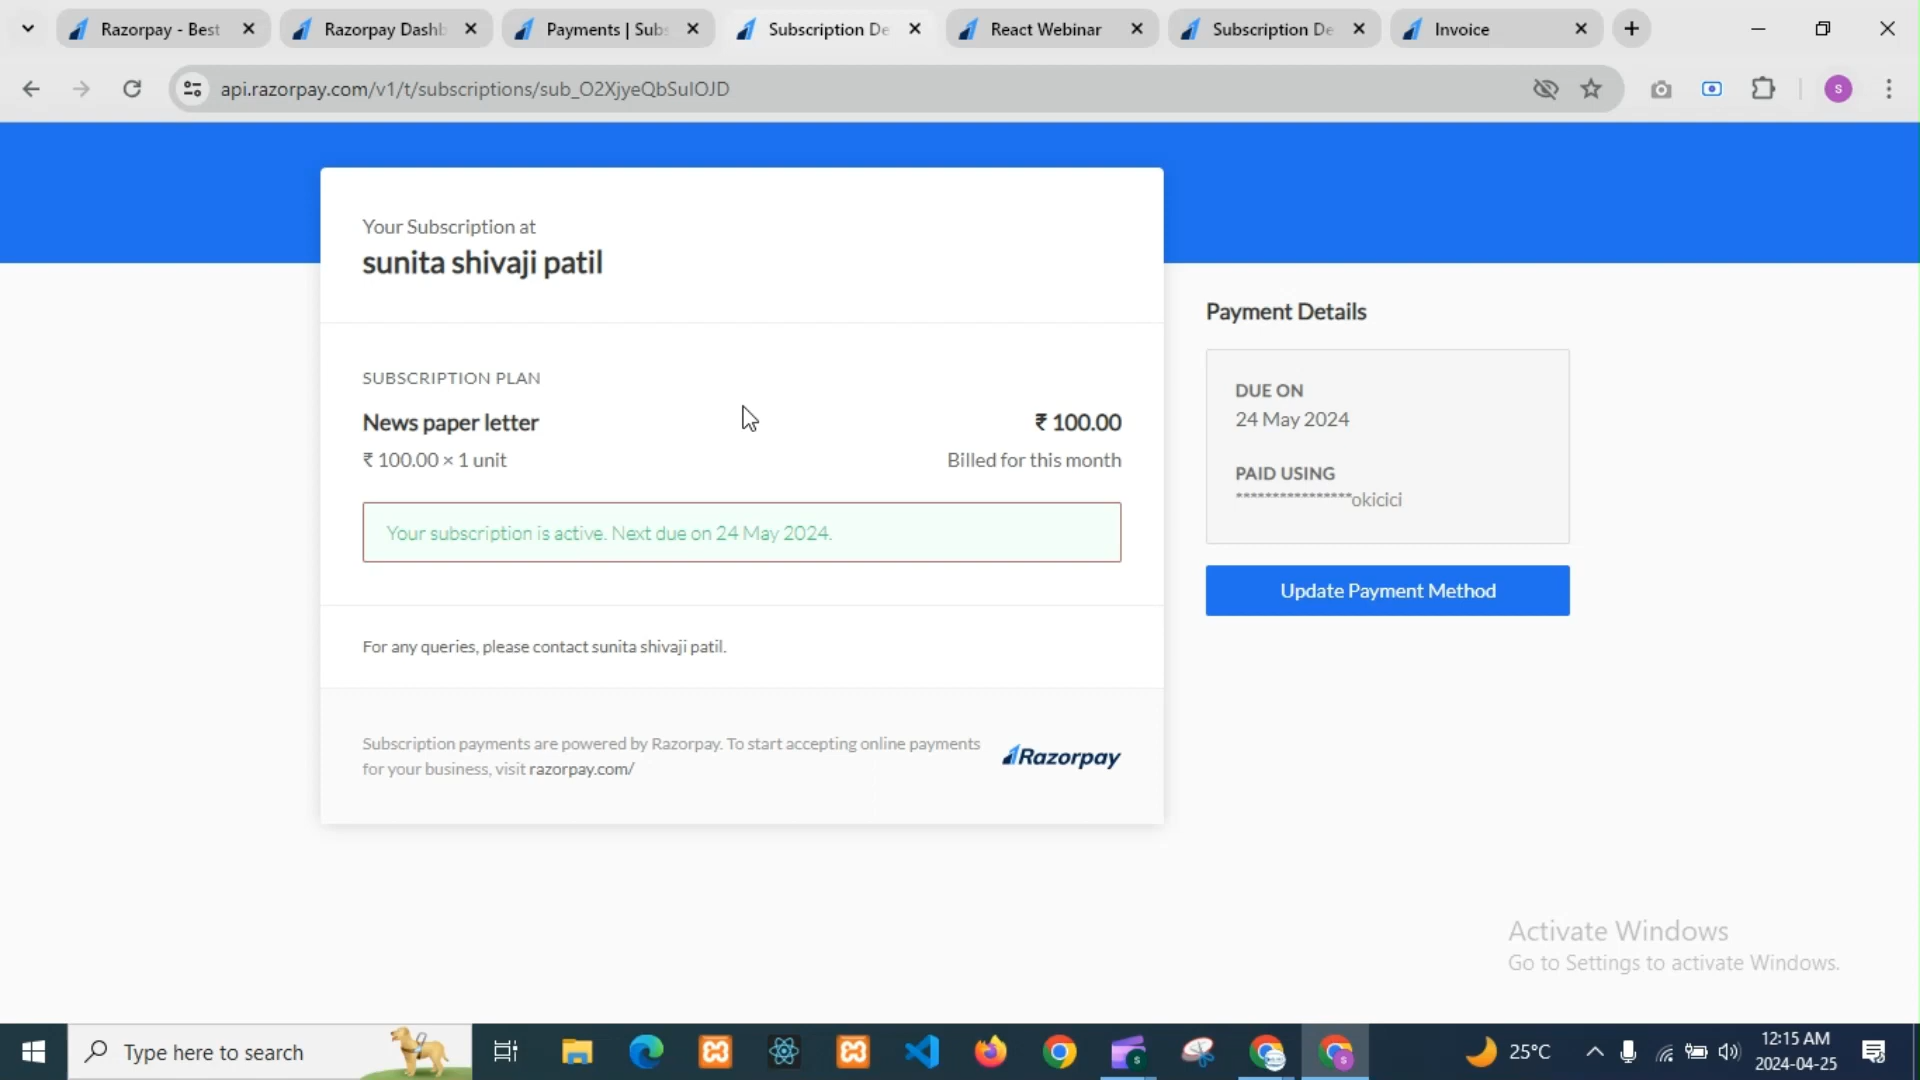 Razorpay - Best
Razorpay Dashb
Payments | Subs
Subscription De
React Webinar
Subscription De
Invoice
api.razorpay.com/v1/t/subscriptions/sub_O2XjyeQbSuIOJD
S
Your Subscription at
sunita shivaji patil
SUBSCRIPTION PLAN
News paper letter
₹ 100.00
₹ 100.00 × 1 unit
Billed for this month
Your subscription is active. Next due on 24 May 2024.
For any queries, please contact sunita shivaji patil.
Subscription payments are powered by Razorpay. To start accepting online payments
for your business, visit razorpay.com/
Razorpay
Payment Details
DUE ON
24 May 2024
PAID USING
****************okicici
Update Payment Method
Activate Windows
Go to Settings to activate Windows.
Type here to search
25°C
12:15 AM
2024-04-25